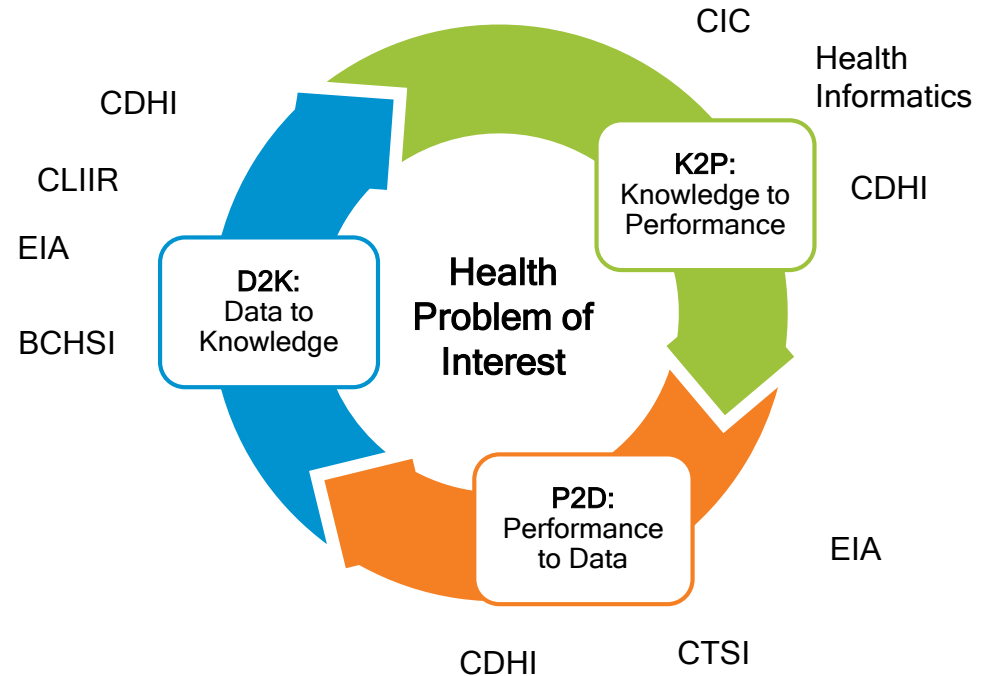 CIC
Health
Informatics
CDHI
K2P:
Knowledge to
Performance
CDHI
CLIIR
EIA
BCHSI
D2K:
Data to
Knowledge
Health
Problem of
Interest
P2D:
Performance
to Data
EIA
CTSI
CDHI